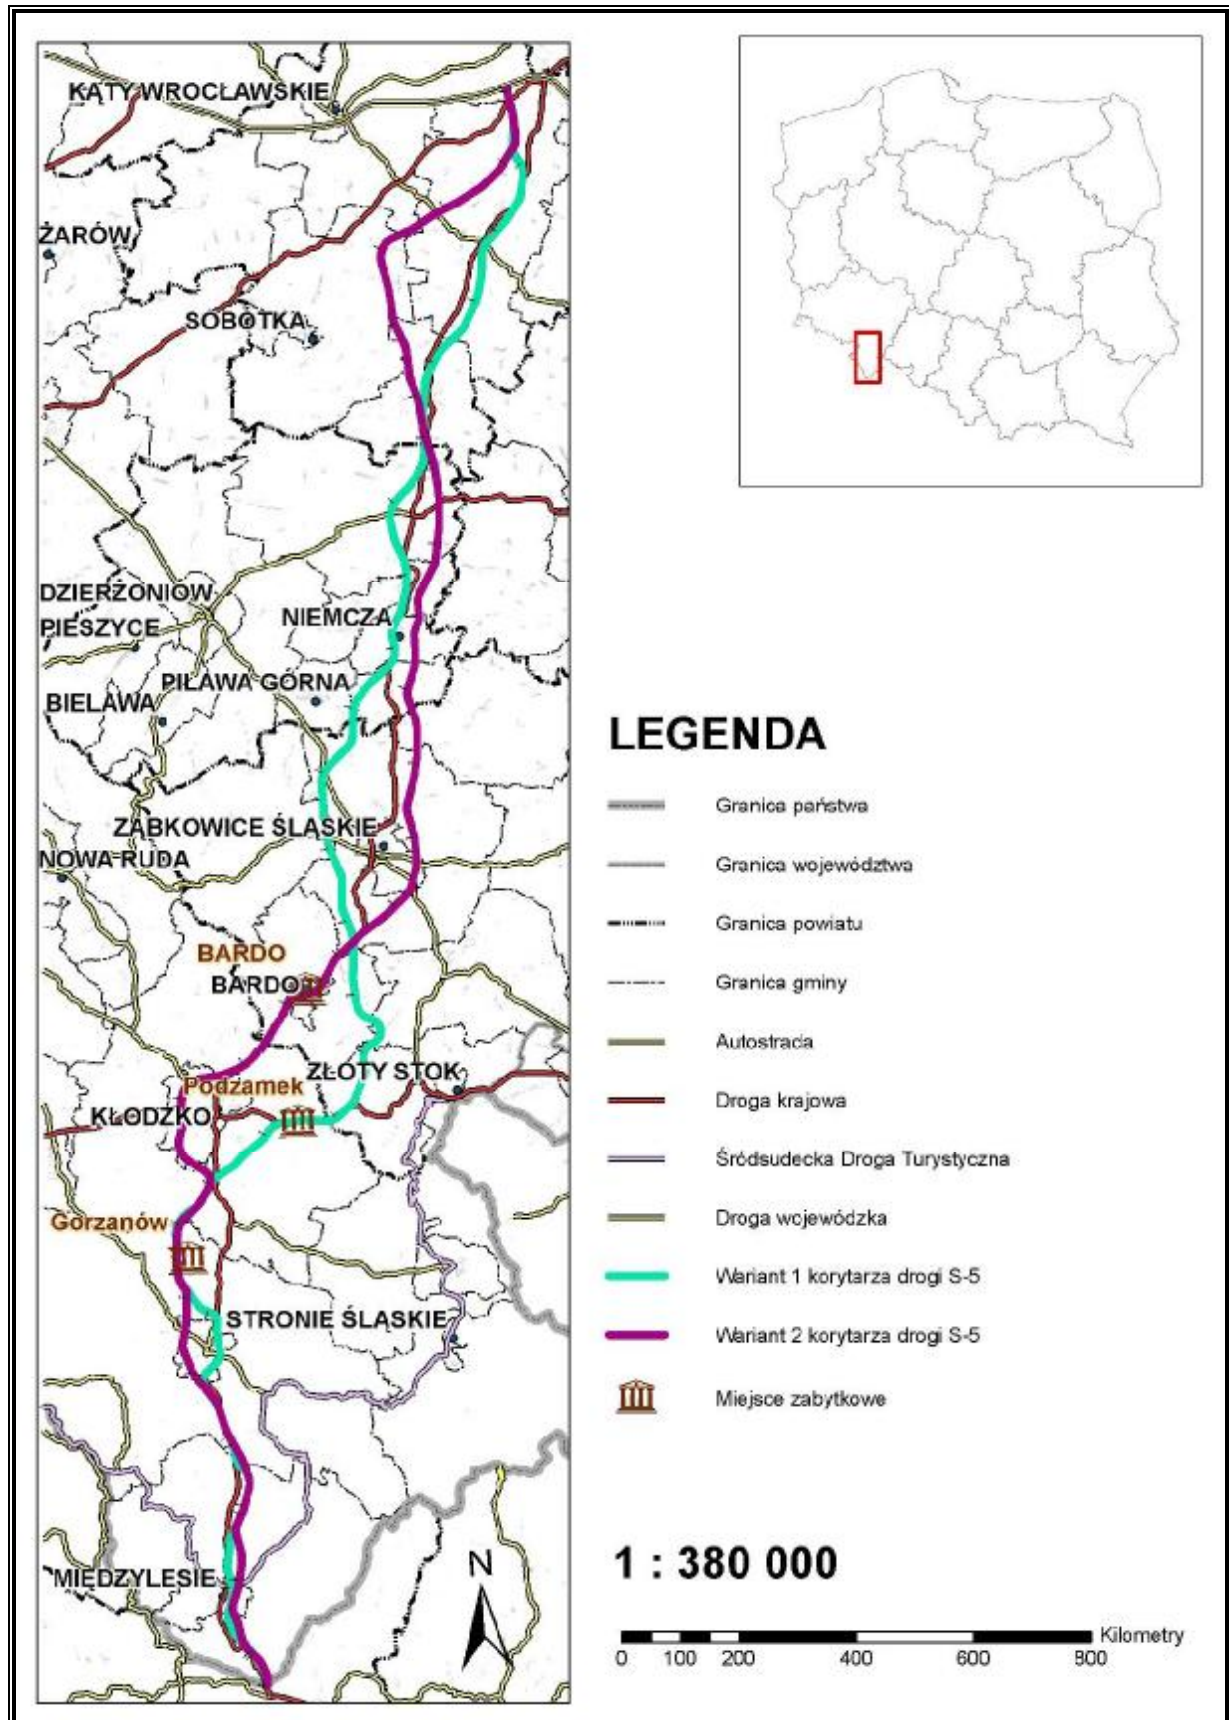 KĄTY WROCŁAWSKIE
ŻARÓW
SOBÓTKA
DZIERŻONIÓW
PIESZYCE
NIEMCZA
PIŁAWA GÓRNA
BIELAWA
ZĄBKOWICE ŚLĄSKIE
NOWA RUDA
BARDO
BARDO
ZŁOTY STOK
Podzamek
KŁODZKO
Gorzanów
STRONIE ŚLĄSKIE
MIĘDZYLESIE
N
LEGENDA
Granica państwa
Granica województwa
Granica powiatu
Granica gminy
Autostrada
Droga krajowa
Śródsudecka Droga Turystyczna
Droga wojewódzka
Wariant 1 korytarza drogi S-5
Wariant 2 korytarza drogi S-5
Miejsce zabytkowe
1 : 380 000
Kilometry
0 100 200 400 600 800